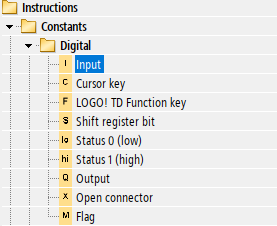 Instructions
Constants
Digital
I Input
C Cursor key
F LOGO! TD Function key
S Shift register bit
lo Status 0 (low)
hi Status 1 (high)
Q Output
X Open connector
M Flag